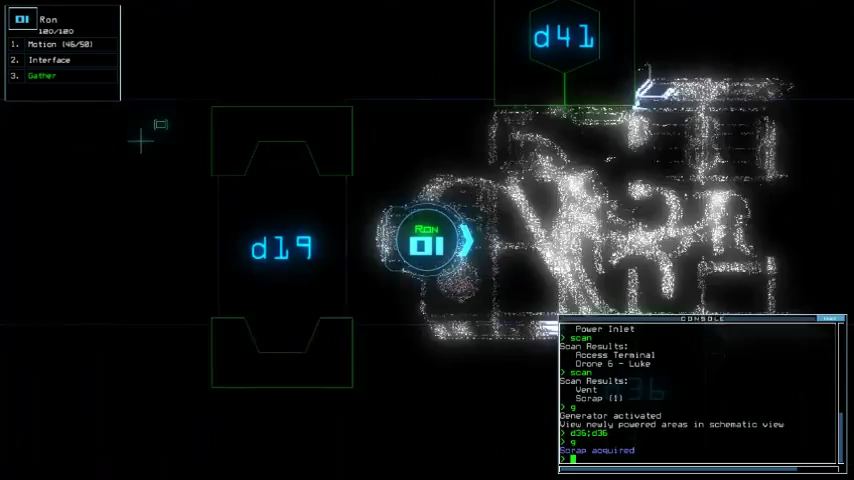 01 Ron
100/100
1. Motion (46/50)
2. Interface
3. Gather
d41
d19
Ron
01
CONSOLE
Power Inlet
> scan
Scan Results:
Access Terminal
Drone 6 - Luke
> scan
Scan Results:
Vent
Scrap (1)
> g
Generator activated
View newly powered areas in schematic view
> d36;d36
> g
Scrap acquired
>